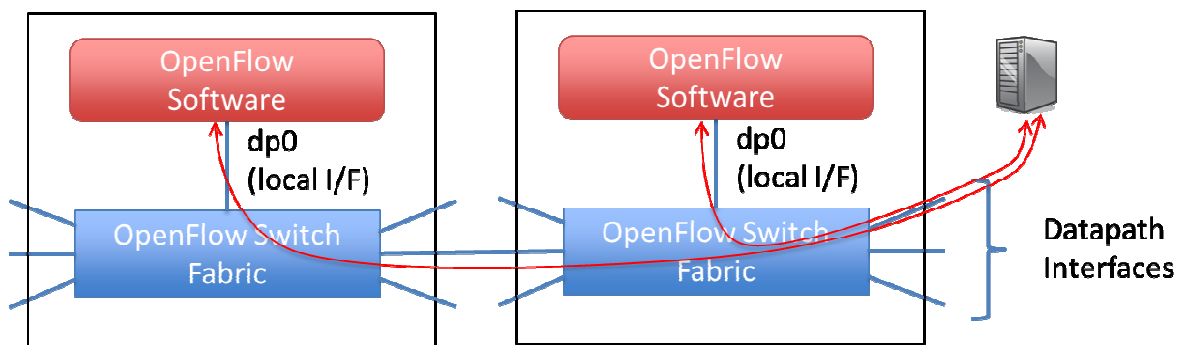 OpenFlow
Software
dp0
(local I/F)
OpenFlow Switch
Fabric
OpenFlow
Software
dp0
(local I/F)
OpenFlow Switch
Fabric
Datapath
Interfaces